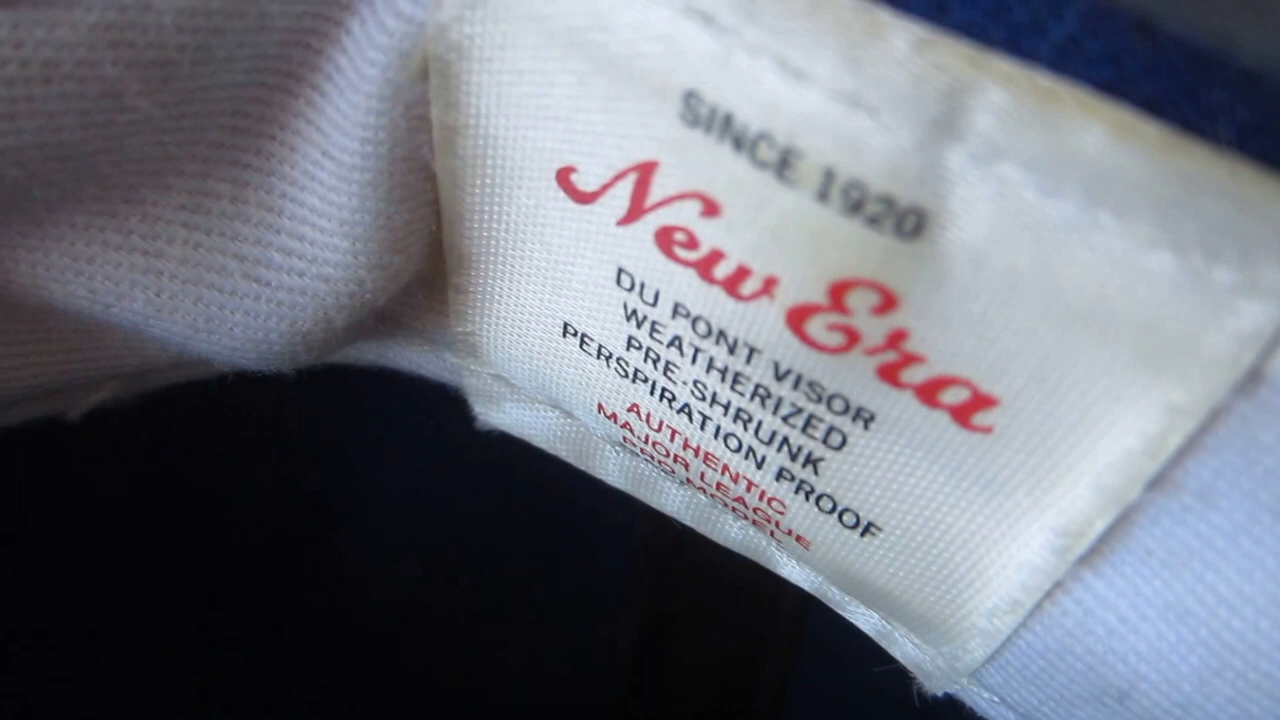 SINCE 1920
New Era
DU PONT VISOR
WEATHERIZED
PRE-SHRUNK
PERSPIRATION PROOF
AUTHENTIC
MAJOR LEAGUE
PRO MODEL